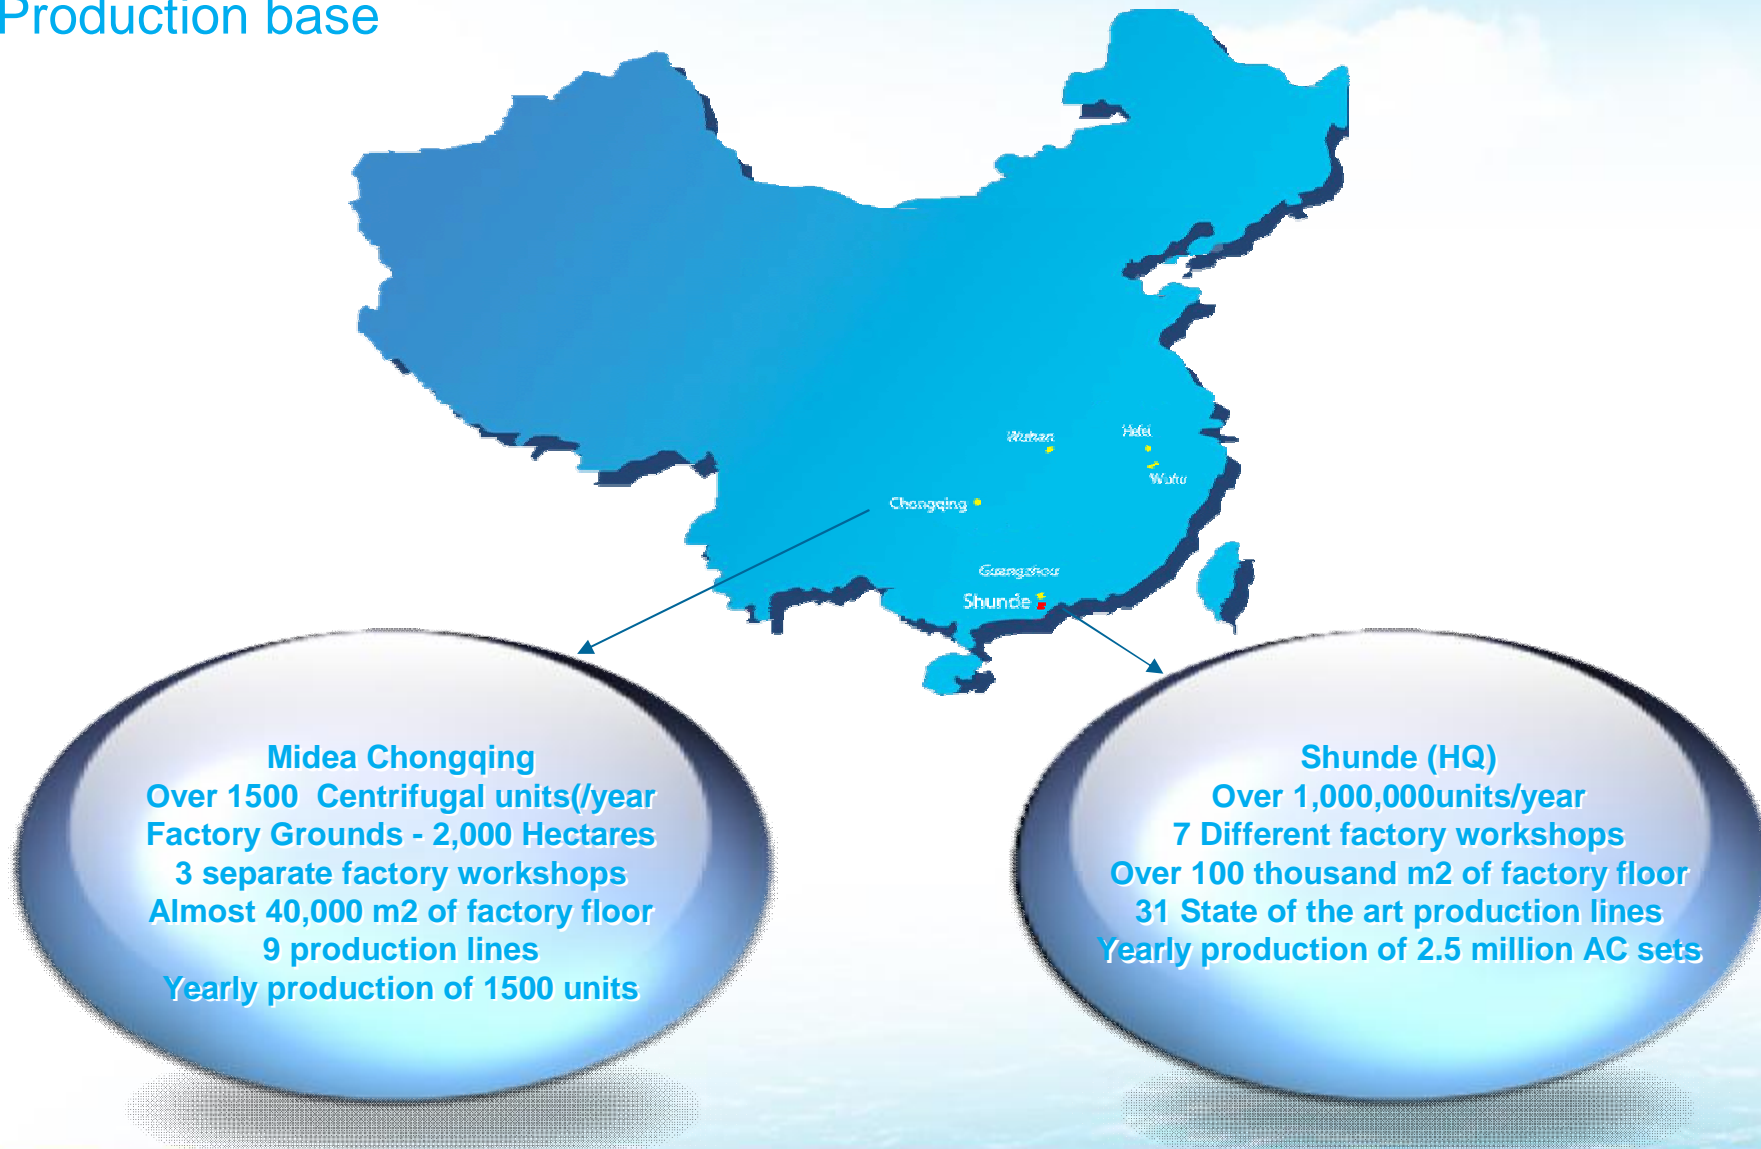 Production base
Wuhan
Hefei
Wuhu
Chongqing
Guangzhou
Shunde
Midea Chongqing
Over 1500 Centrifugal units(/year
Factory Grounds - 2,000 Hectares
3 separate factory workshops
Almost 40,000 m2 of factory floor
9 production lines
Yearly production of 1500 units
Shunde (HQ)
Over 1,000,000units/year
7 Different factory workshops
Over 100 thousand m2 of factory floor
31 State of the art production lines
Yearly production of 2.5 million AC sets